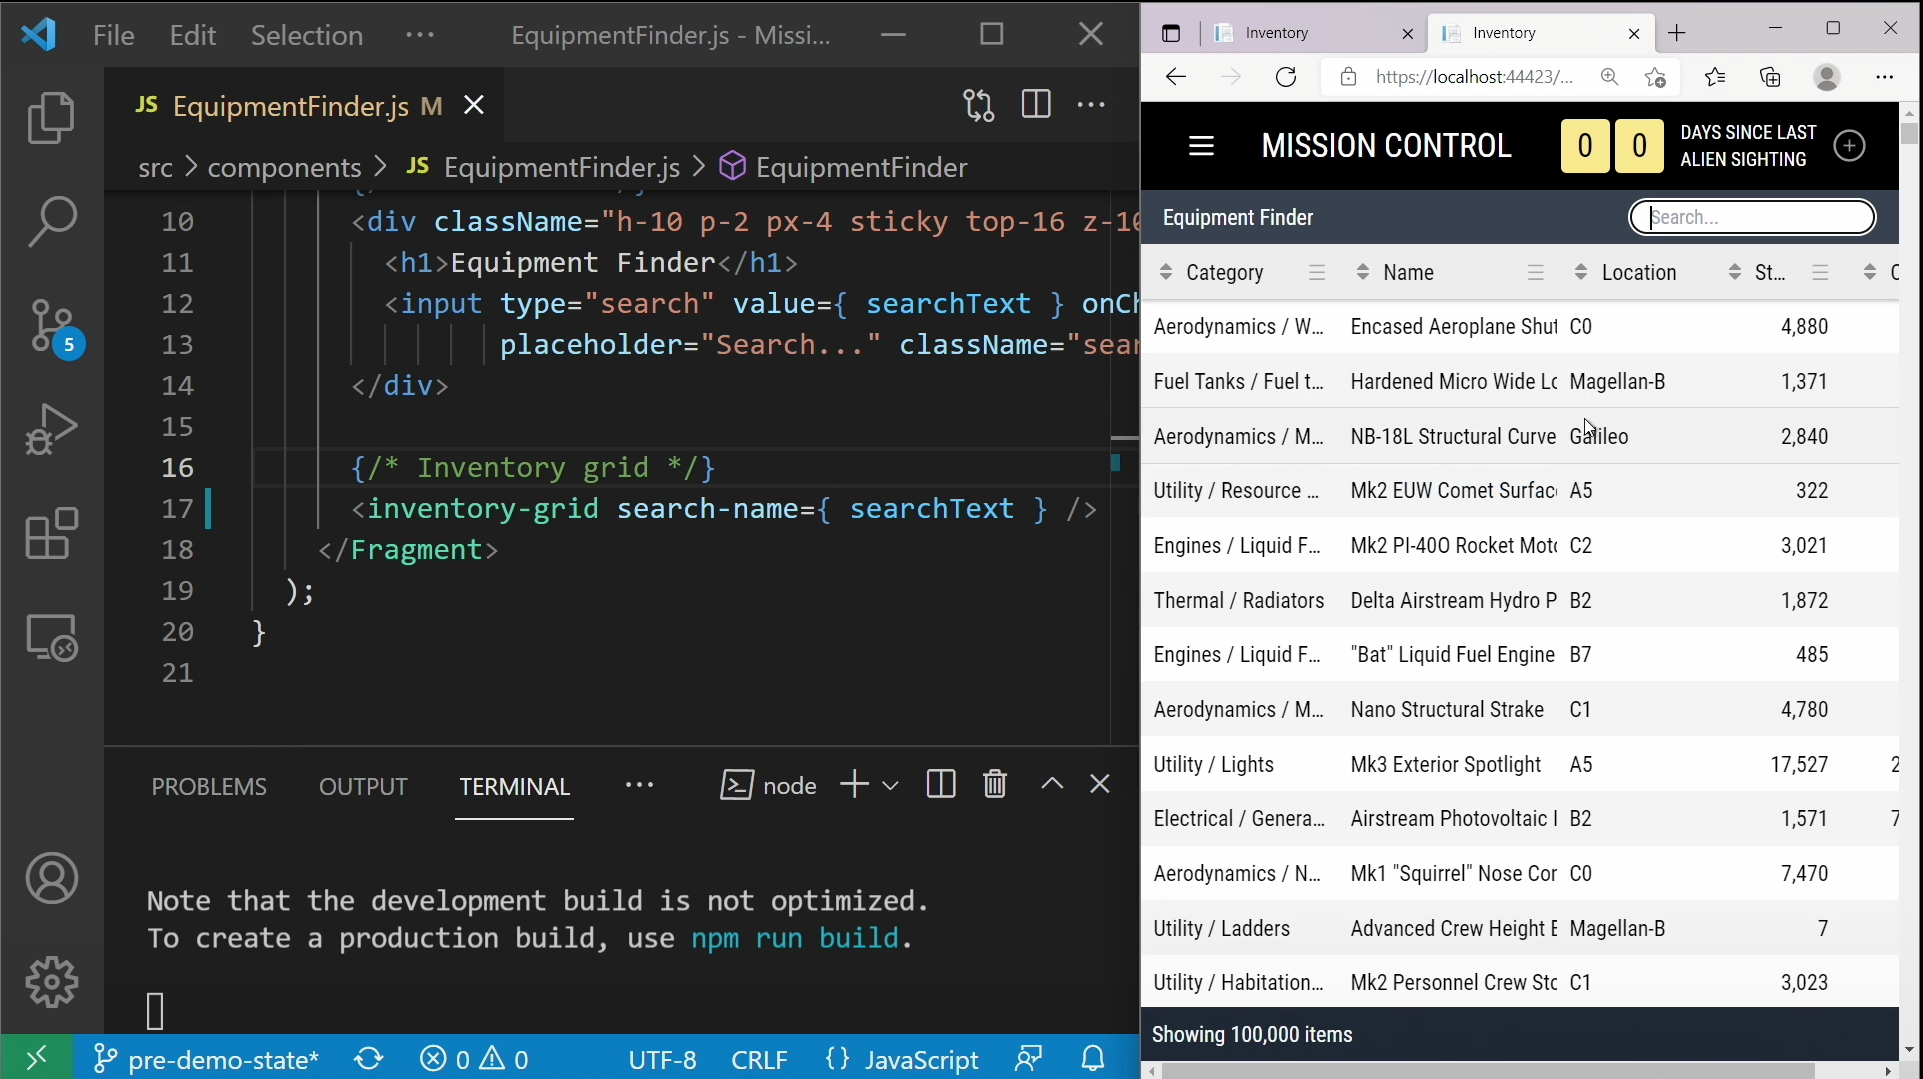 File Edit Selection ··· EquipmentFinder.js - Missi...
JS EquipmentFinder.js M
src > components > JS EquipmentFinder.js > EquipmentFinder
10 <div className="h-10 p-2 px-4 sticky top-16 z-10
11 <h1>Equipment Finder</h1>
12 <input type="search" value={ searchText } onCh
13 placeholder="Search..." className="sear
14 </div>
15
16 {/* Inventory grid */}
17 <inventory-grid search-name={ searchText } />
18 </Fragment>
19 );
20 }
21
5
PROBLEMS OUTPUT TERMINAL ··· node
Note that the development build is not optimized.
To create a production build, use npm run build.
pre-demo-state* 0 0 UTF-8 CRLF {} JavaScript
Inventory Inventory
https://localhost:44423/...
MISSION CONTROL 0 0 DAYS SINCE LAST
ALIEN SIGHTING
Equipment Finder Search...
Category Name Location St... C
Aerodynamics / W... Encased Aeroplane Shut C0 4,880
Fuel Tanks / Fuel t... Hardened Micro Wide Lo Magellan-B 1,371
Aerodynamics / M... NB-18L Structural Curve Galileo 2,840
Utility / Resource ... Mk2 EUW Comet Surfac A5 322
Engines / Liquid F... Mk2 PI-40O Rocket Moto C2 3,021
Thermal / Radiators Delta Airstream Hydro P B2 1,872
Engines / Liquid F... "Bat" Liquid Fuel Engine B7 485
Aerodynamics / M... Nano Structural Strake C1 4,780
Utility / Lights Mk3 Exterior Spotlight A5 17,527 2
Electrical / Genera... Airstream Photovoltaic B2 1,571 7
Aerodynamics / N... Mk1 "Squirrel" Nose Cor C0 7,470
Utility / Ladders Advanced Crew Height E Magellan-B 7
Utility / Habitation... Mk2 Personnel Crew Sto C1 3,023
Showing 100,000 items